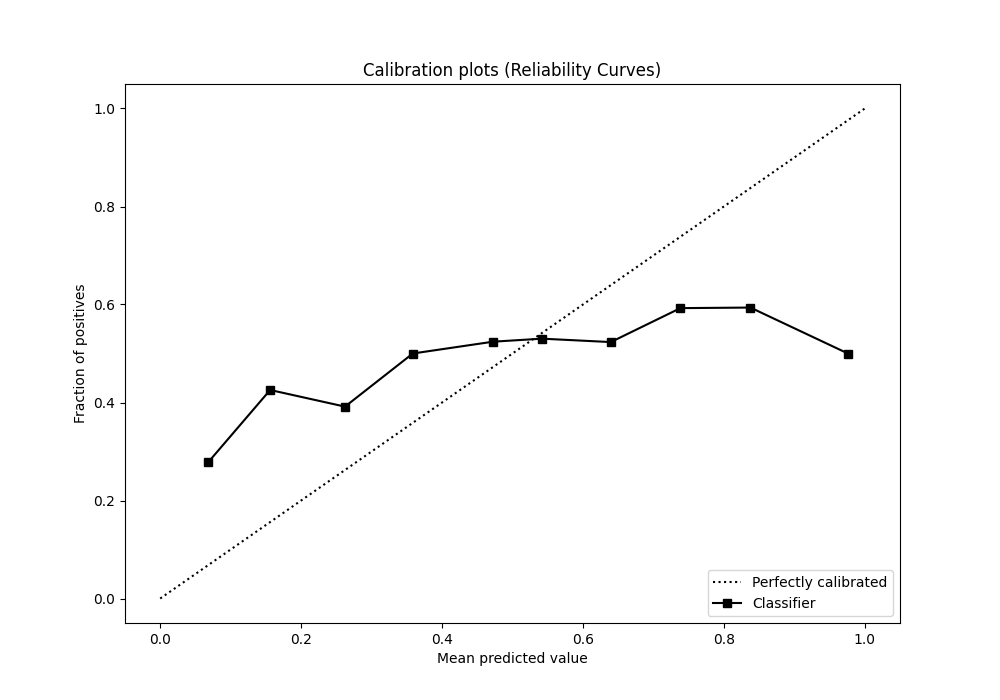 Calibration plots (Reliability Curves)
1.0
0.8
0.6
0.4
0.2
0.0
Fraction of positives
0.0 0.2 0.4 0.6 0.8 1.0
Mean predicted value
Perfectly calibrated
Classifier